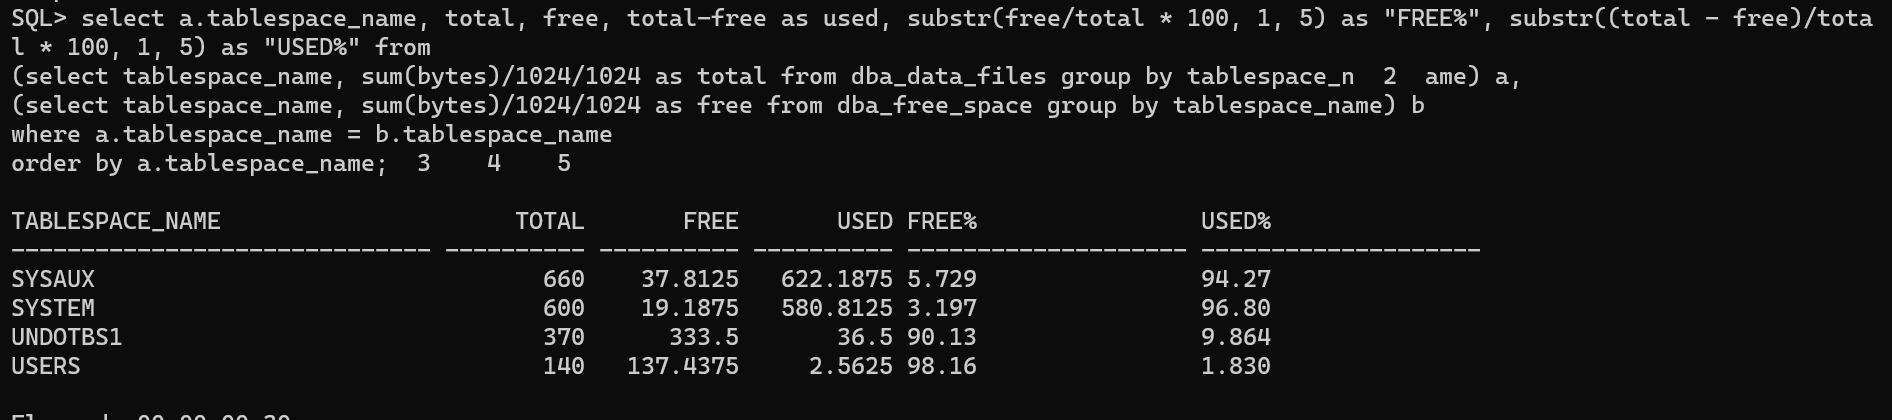 SQL> select a.tablespace_name, total, free, total-free as used, substr(free/total * 100, 1, 5) as "FREE%", substr((total - free)/tota
l * 100, 1, 5) as "USED%" from
(select tablespace_name, sum(bytes)/1024/1024 as total from dba_data_files group by tablespace_n  2  ame) a,
(select tablespace_name, sum(bytes)/1024/1024 as free from dba_free_space group by tablespace_name) b
where a.tablespace_name = b.tablespace_name
order by a.tablespace_name;  3    4    5
TABLESPACE_NAME                     TOTAL       FREE       USED FREE%                USED%
------------------------------ ---------- ---------- ---------- -------------------- --------------------
SYSAUX                                660    37.8125   622.1875 5.729                94.27
SYSTEM                                600    19.1875   580.8125 3.197                96.80
UNDOTBS1                              370      333.5       36.5 90.13                9.864
USERS                                 140   137.4375     2.5625 98.16                1.830